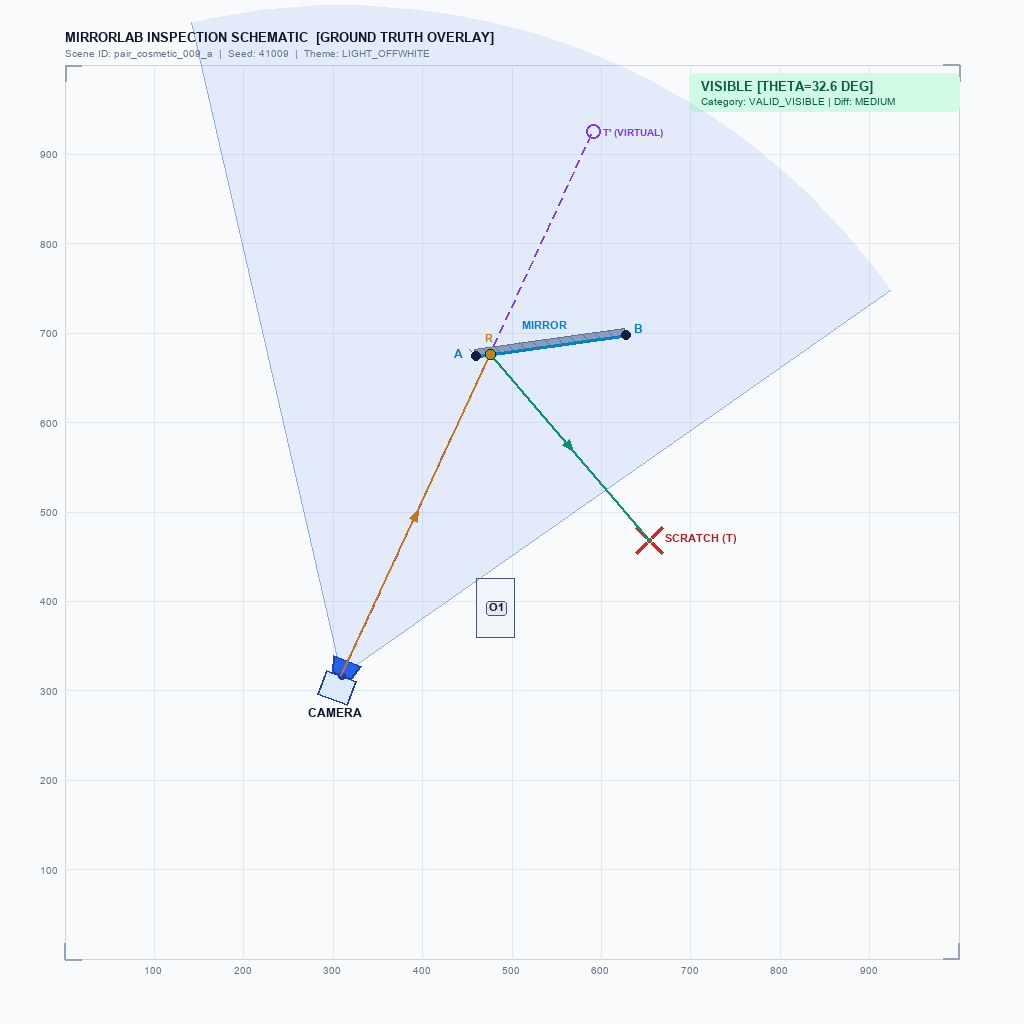 MIRRORLAB INSPECTION SCHEMATIC [GROUND TRUTH OVERLAY]
Scene ID: pair_cosmetic_009_a | Seed: 41009 | Theme: LIGHT_OFFWHITE
VISIBLE [THETA=32.6 DEG]
Category: VALID_VISIBLE | Diff: MEDIUM
T' (VIRTUAL)
900
800
700
MIRROR
B
R
A
600
500
SCRATCH (T)
400
O1
300
CAMERA
200
100
100 200 300 400 500 600 700 800 900